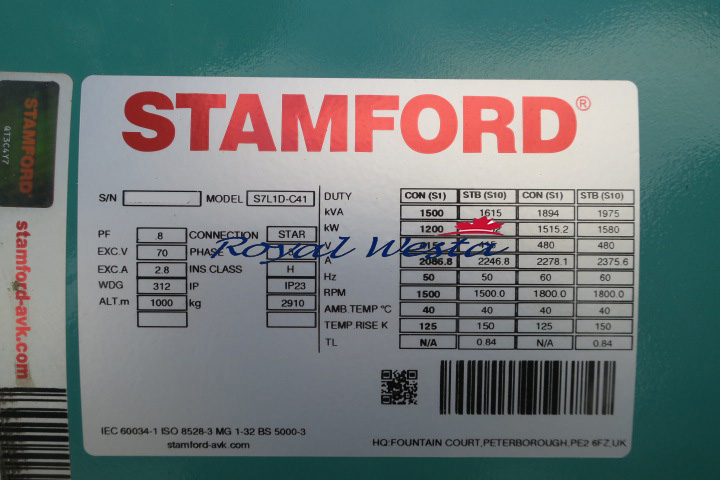 STAMFORD®
STAMFORD
QT3C4Y7
stamford-avk.com
S/N MODEL S7L1D-C41
PF .8 CONNECTION STAR
EXC.V 70 PHASE
EXC.A 2.8 INS CLASS H
WDG 312 IP IP23
ALT.m 1000 kg 2910
DUTY CON (S1) STB (S10) CON (S1) STB (S10)
kVA 1500 1615 1894 1975
kW 1200 1515.2 1580
V 480 480
A 2086.8 2246.8 2278.1 2375.6
Hz 50 50 60 60
RPM 1500 1500.0 1800.0 1800.0
AMB.TEMP °C 40 40 40 40
TEMP.RISE K 125 150 125 150
TL N/A 0.84 N/A 0.84
Royal Westa
IEC 60034-1 ISO 8528-3 MG 1-32 BS 5000-3
stamford-avk.com
HQ:FOUNTAIN COURT,PETERBOROUGH,PE2 6FZ,UK